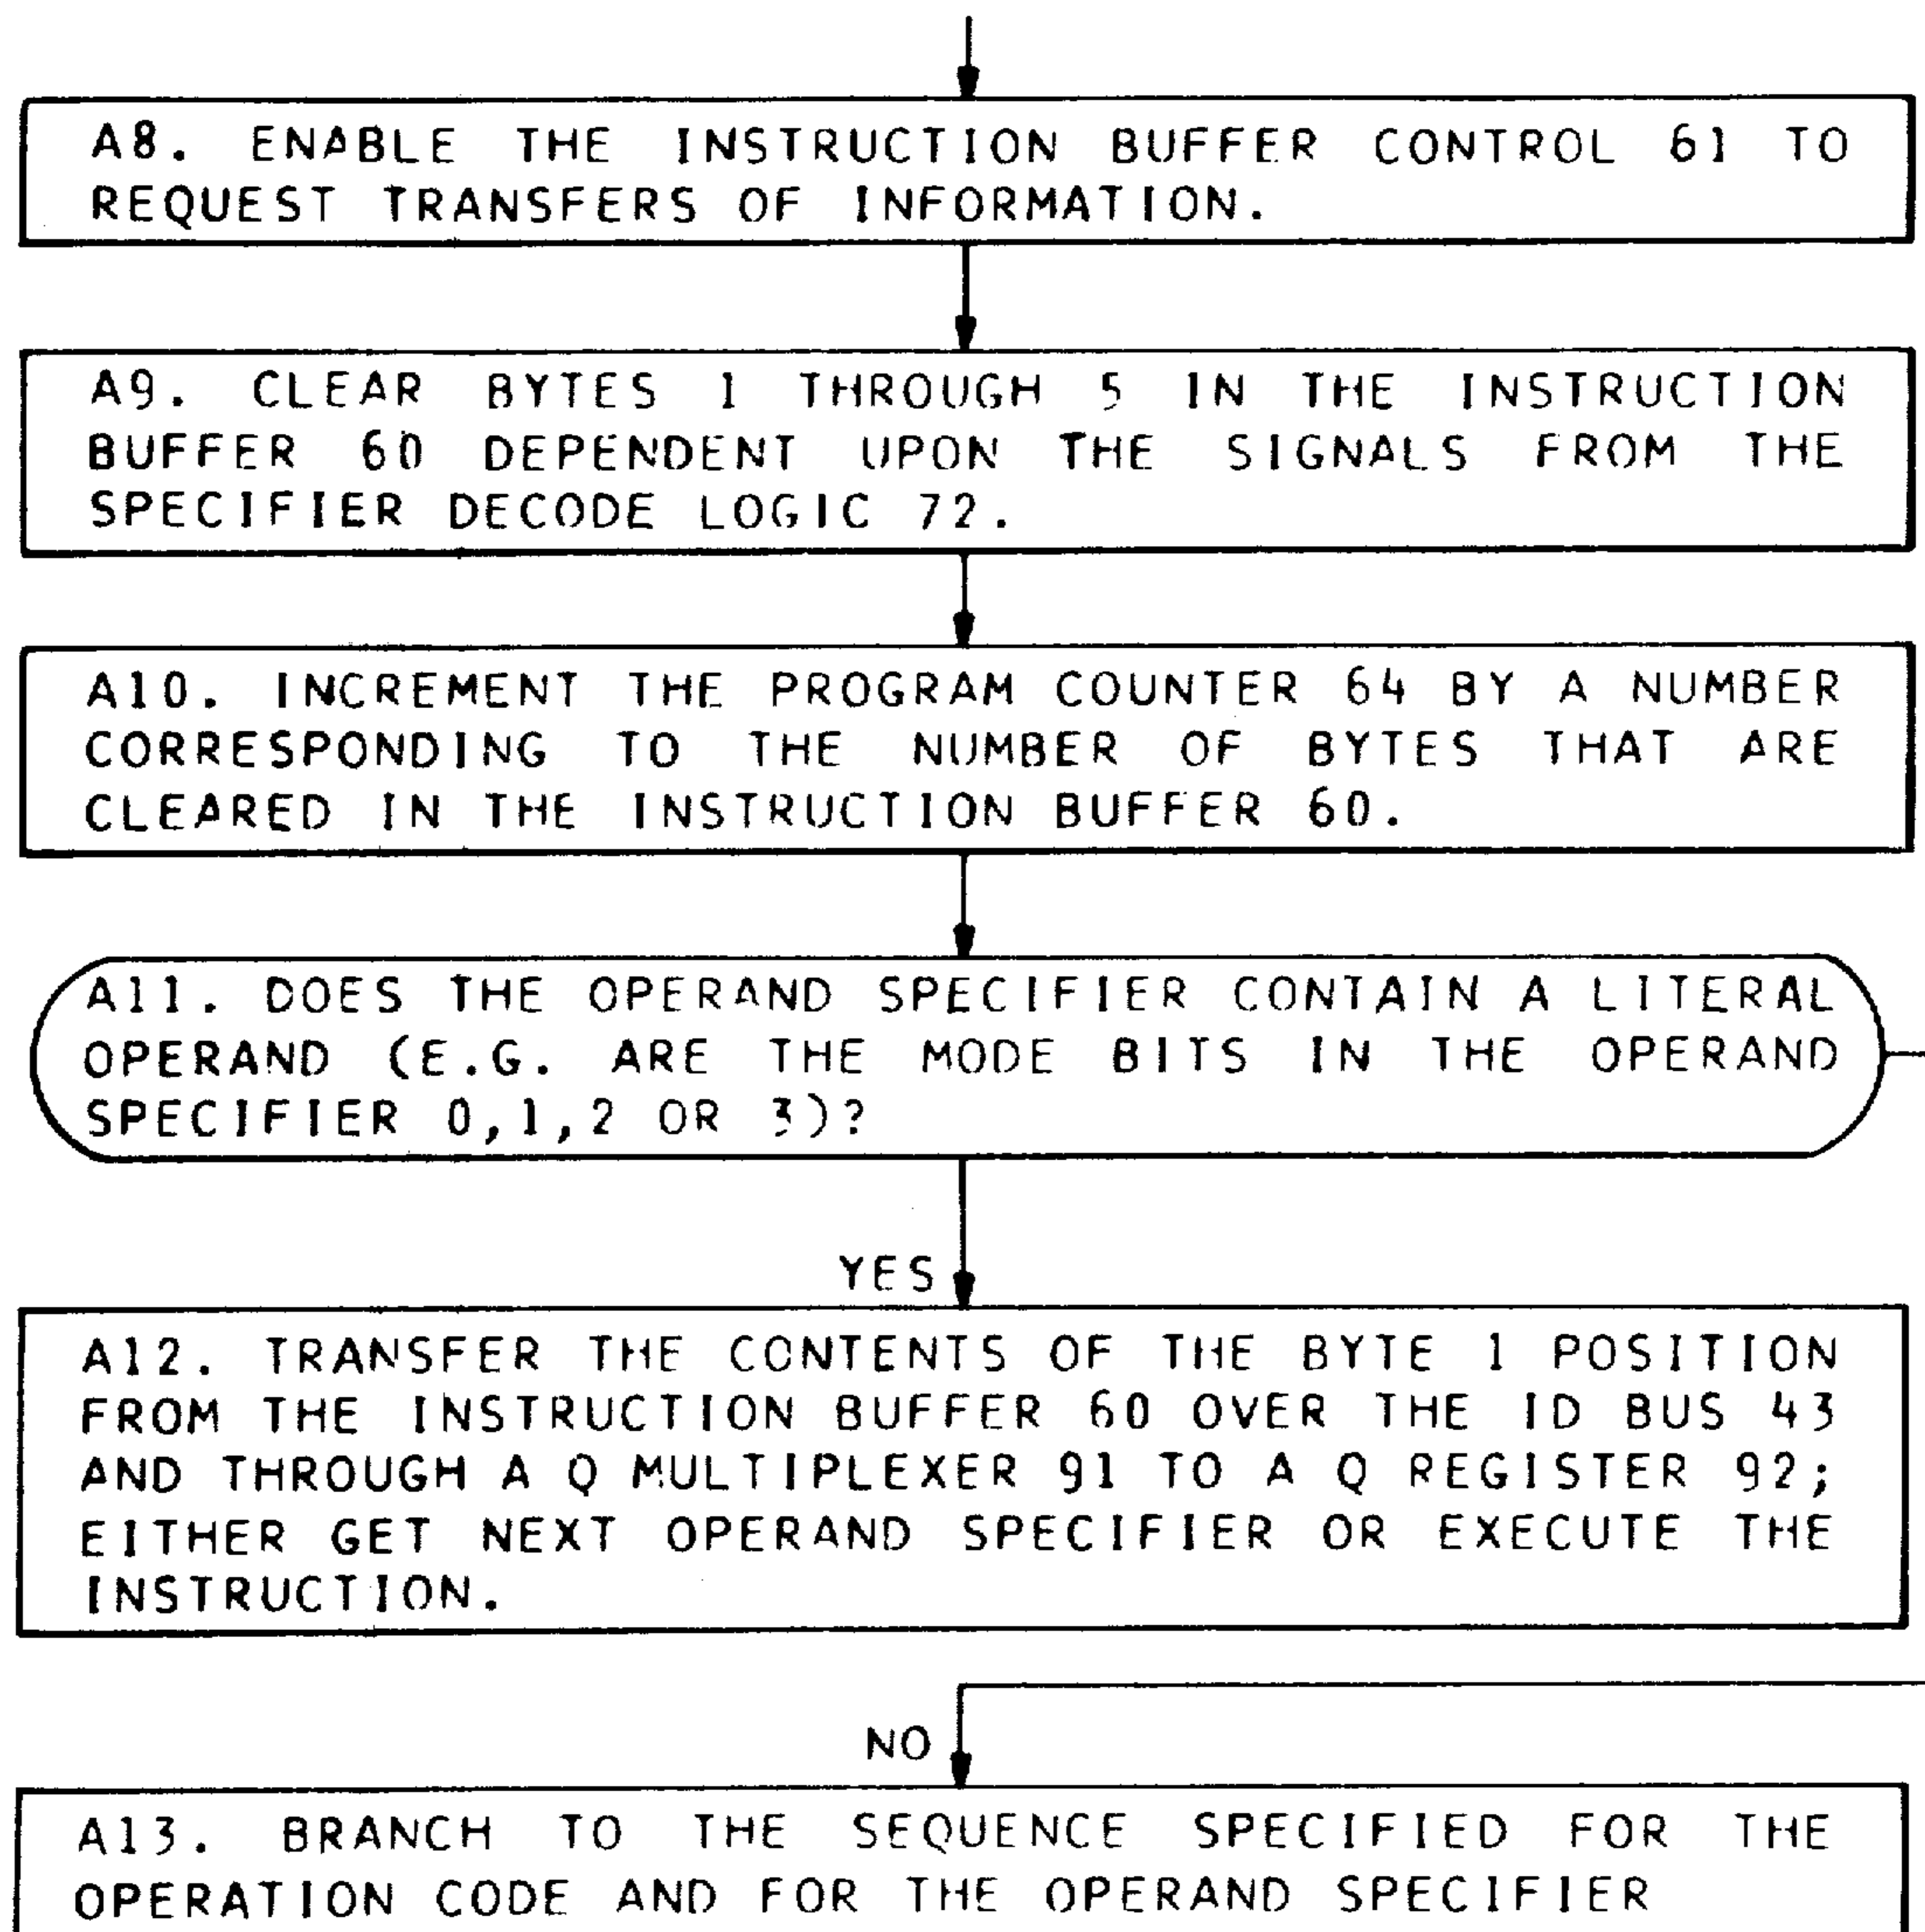 A8. ENABLE THE INSTRUCTION BUFFER CONTROL 61 TO
REQUEST TRANSFERS OF INFORMATION.
A9. CLEAR BYTES 1 THROUGH 5 IN THE INSTRUCTION
BUFFER 60 DEPENDENT UPON THE SIGNALS FROM THE
SPECIFIER DECODE LOGIC 72.
A10. INCREMENT THE PROGRAM COUNTER 64 BY A NUMBER
CORRESPONDING TO THE NUMBER OF BYTES THAT ARE
CLEARED IN THE INSTRUCTION BUFFER 60.
A11. DOES THE OPERAND SPECIFIER CONTAIN A LITERAL
OPERAND (E.G. ARE THE MODE BITS IN THE OPERAND
SPECIFIER 0,1,2 OR 3)?
YES
A12. TRANSFER THE CONTENTS OF THE BYTE 1 POSITION
FROM THE INSTRUCTION BUFFER 60 OVER THE ID BUS 43
AND THROUGH A Q MULTIPLEXER 91 TO A Q REGISTER 92;
EITHER GET NEXT OPERAND SPECIFIER OR EXECUTE THE
INSTRUCTION.
NO
A13. BRANCH TO THE SEQUENCE SPECIFIED FOR THE
OPERATION CODE AND FOR THE OPERAND SPECIFIER